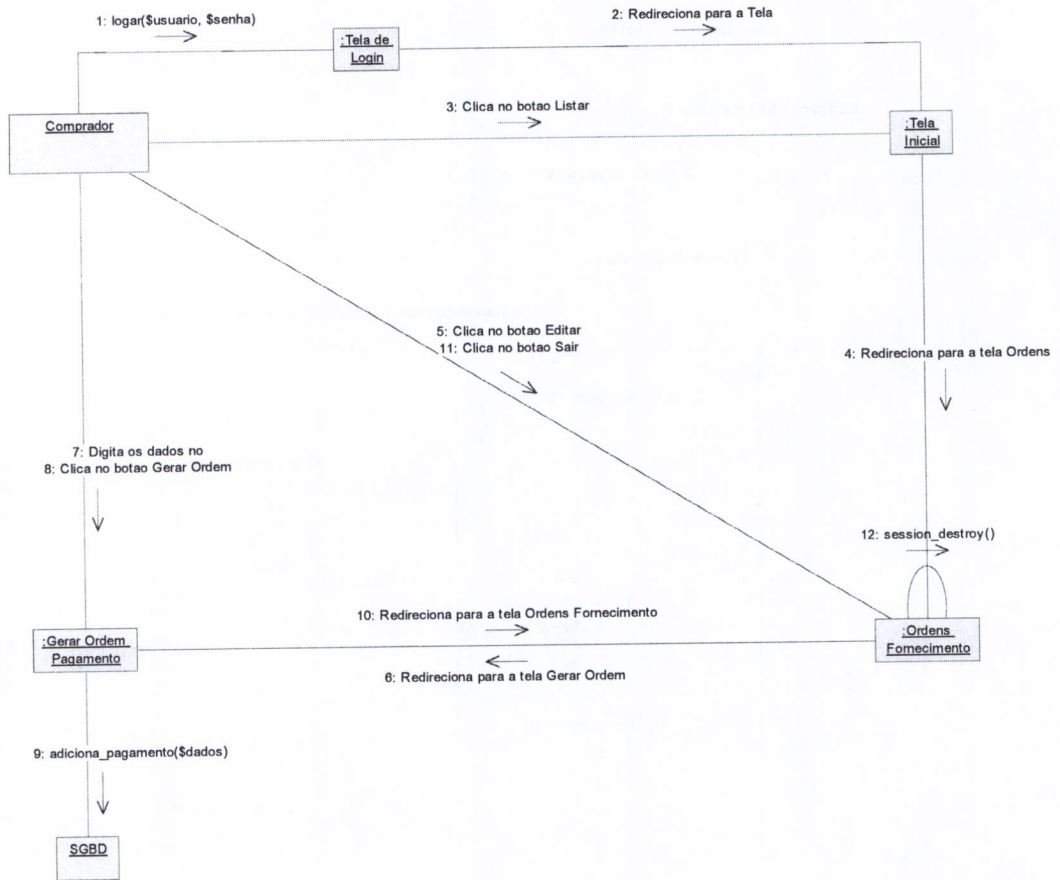 1: logar($usuario, $senha)
2: Redireciona para a Tela
:Tela de
Login
3: Clica no botao Listar
Comprador
:Tela
Inicial
5: Clica no botao Editar
11: Clica no botao Sair
4: Redireciona para a tela Ordens
7: Digita os dados no
8: Clica no botao Gerar Ordem
12: session_destroy()
10: Redireciona para a tela Ordens Fornecimento
:Gerar Ordem
Pagamento
:Ordens
Fornecimento
6: Redireciona para a tela Gerar Ordem
9: adiciona_pagamento($dados)
SGBD